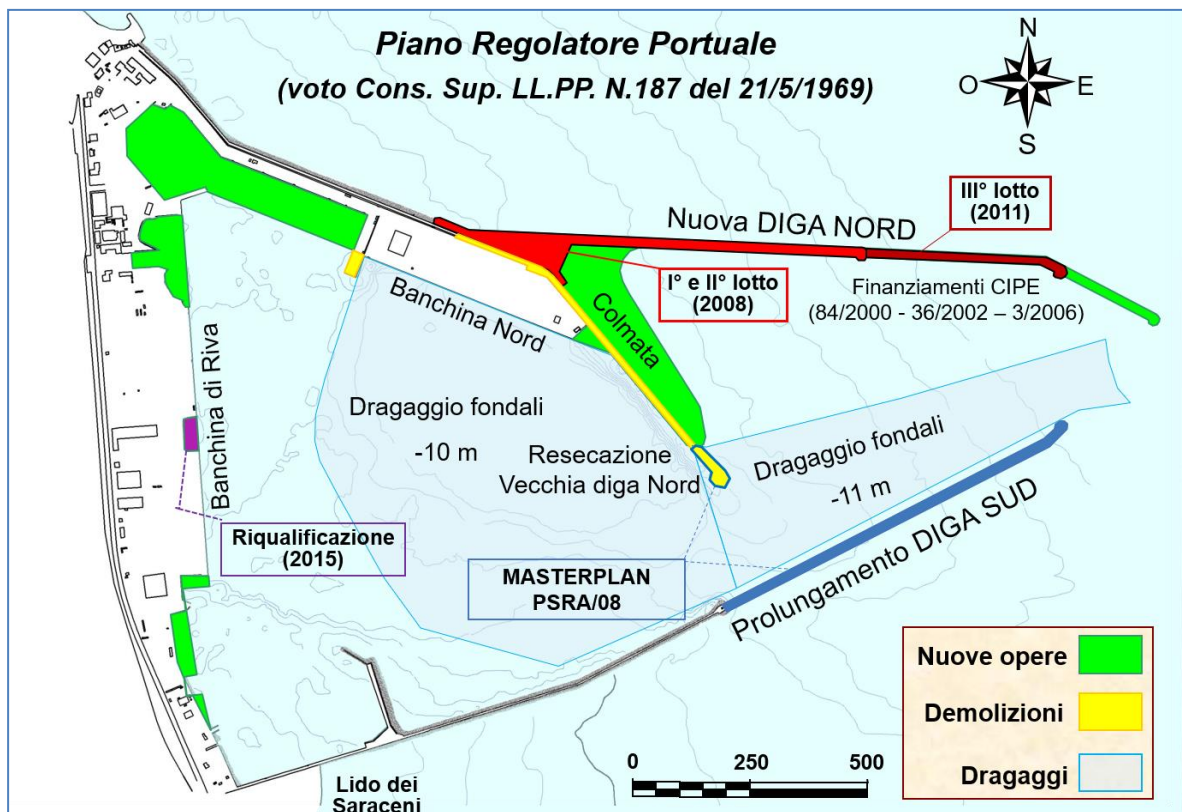 Piano Regolatore Portuale
(voto Cons. Sup. LL.PP. N.187 del 21/5/1969)
N
O
E
S
III° lotto
(2011)
Nuova DIGA NORD
I° e II° lotto
(2008)
Finanziamenti CIPE
(84/2000 - 36/2002 – 3/2006)
Banchina Nord
Colmata
Banchina di Riva
Dragaggio fondali
-10 m
Resecazione
Vecchia diga Nord
Dragaggio fondali
-11 m
Riqualificazione
(2015)
MASTERPLAN
PSRA/08
Prolungamento DIGA SUD
Nuove opere
Demolizioni
Dragaggi
0 250 500
Lido dei
Saraceni